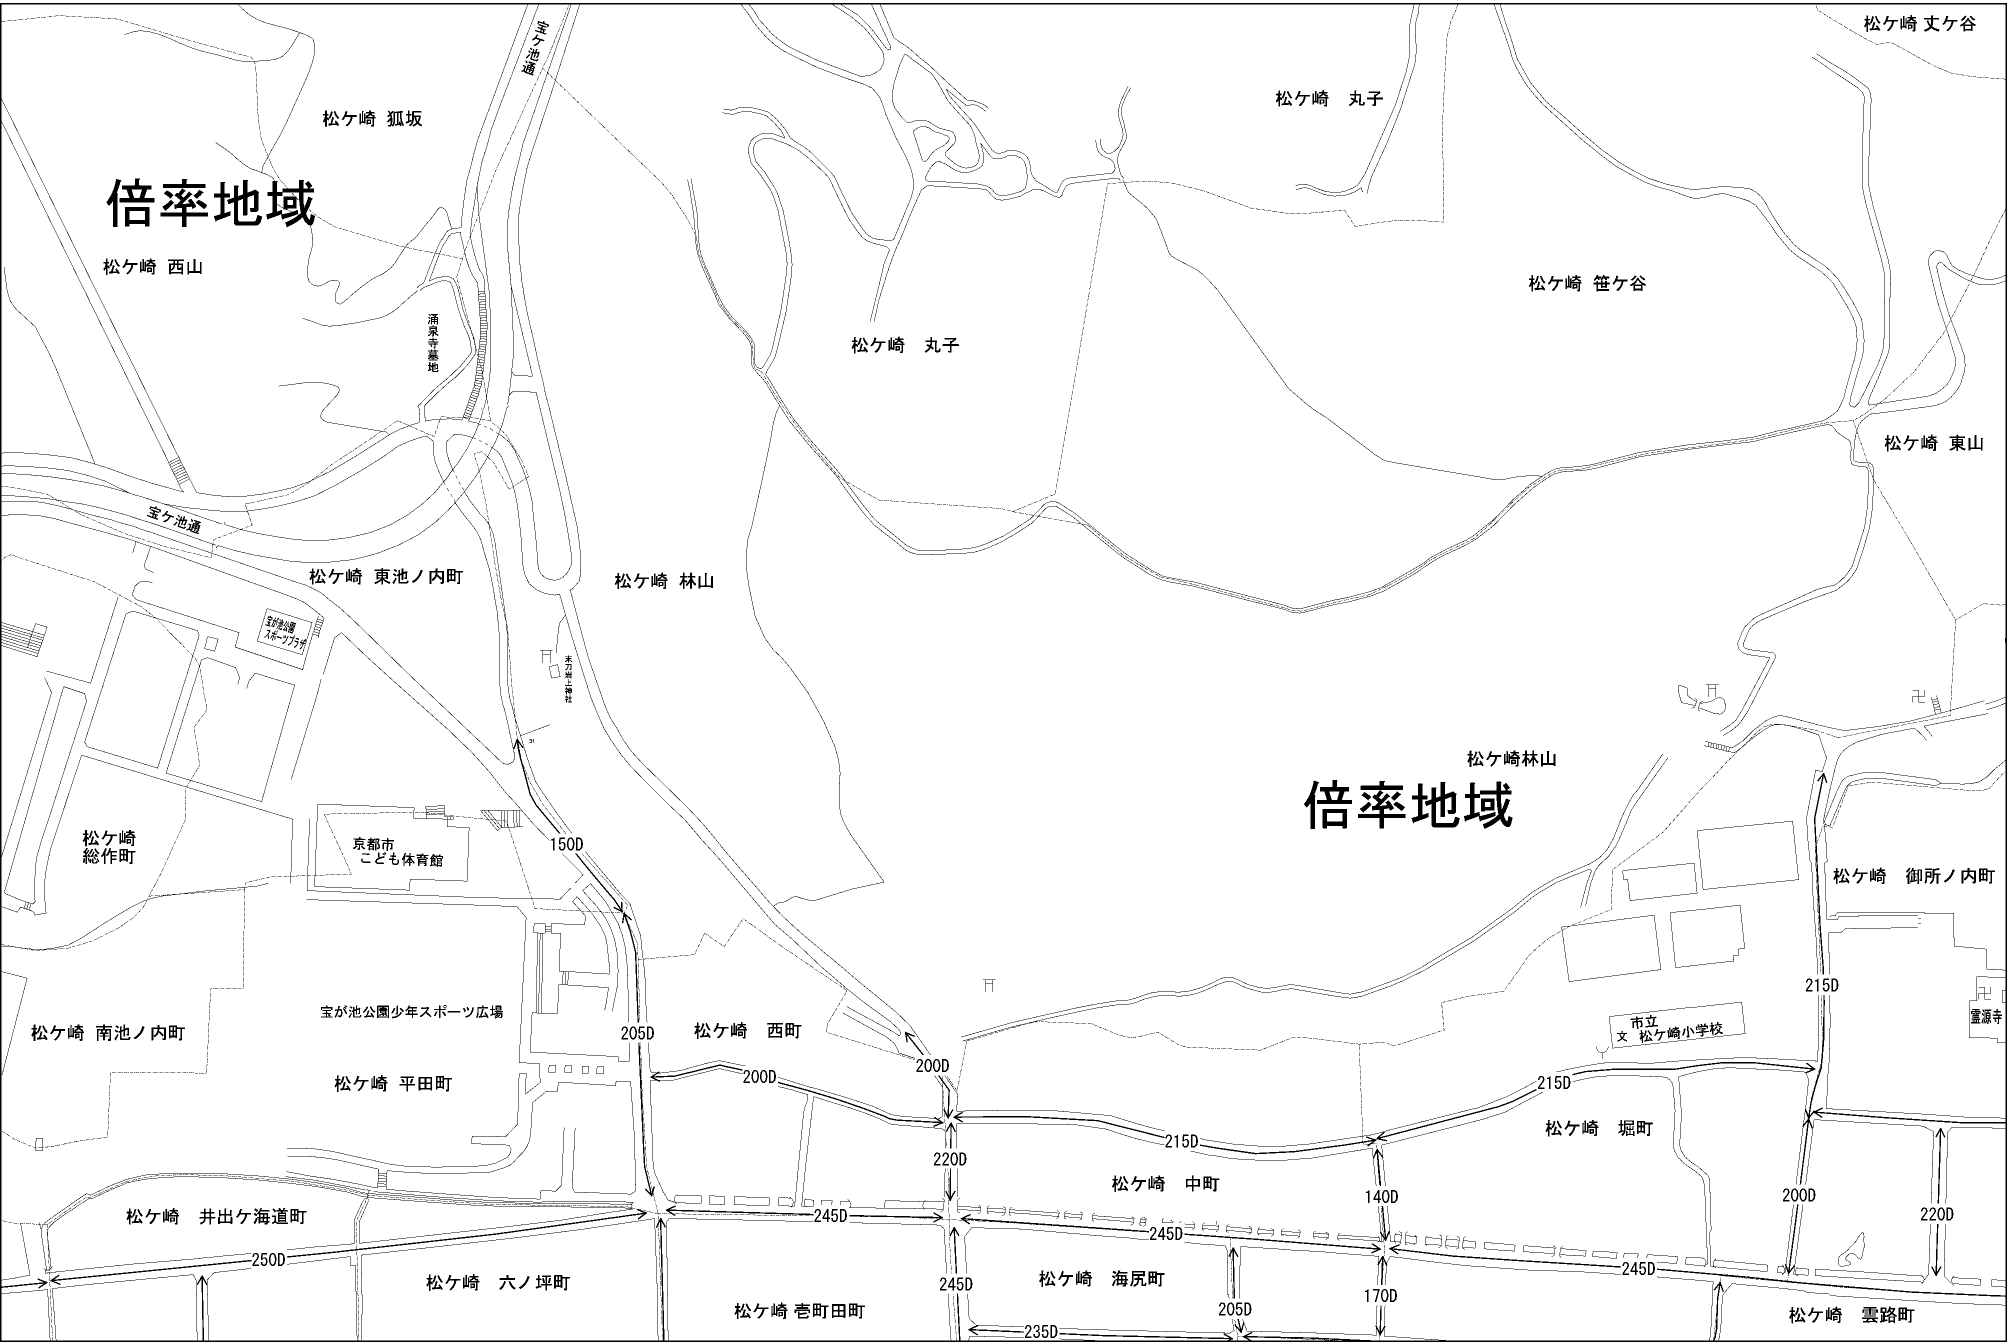 宝ケ池通
松ケ崎 丈ケ谷
松ケ崎 狐坂
松ケ崎 丸子
倍率地域
松ケ崎 西山
松ケ崎 笹ケ谷
涌泉寺墓地
松ケ崎 丸子
松ケ崎 東山
宝ケ池通
松ケ崎 東池ノ内町
松ケ崎 林山
宝が池公園
スポーツプラザ
末刀岩上神社
松ケ崎林山
倍率地域
松ケ崎
総作町
京都市
こども体育館
150D
松ケ崎 御所ノ内町
215D
宝が池公園少年スポーツ広場
松ケ崎 南池ノ内町
205D
松ケ崎 西町
市立
文 松ケ崎小学校
霊源寺
松ケ崎 平田町
200D
200D
215D
松ケ崎 堀町
215D
220D
松ケ崎 中町
140D
200D
220D
松ケ崎 井出ケ海道町
245D
245D
250D
245D
松ケ崎 六ノ坪町
245D
松ケ崎 海尻町
170D
松ケ崎 壱町田町
205D
松ケ崎 雲路町
235D